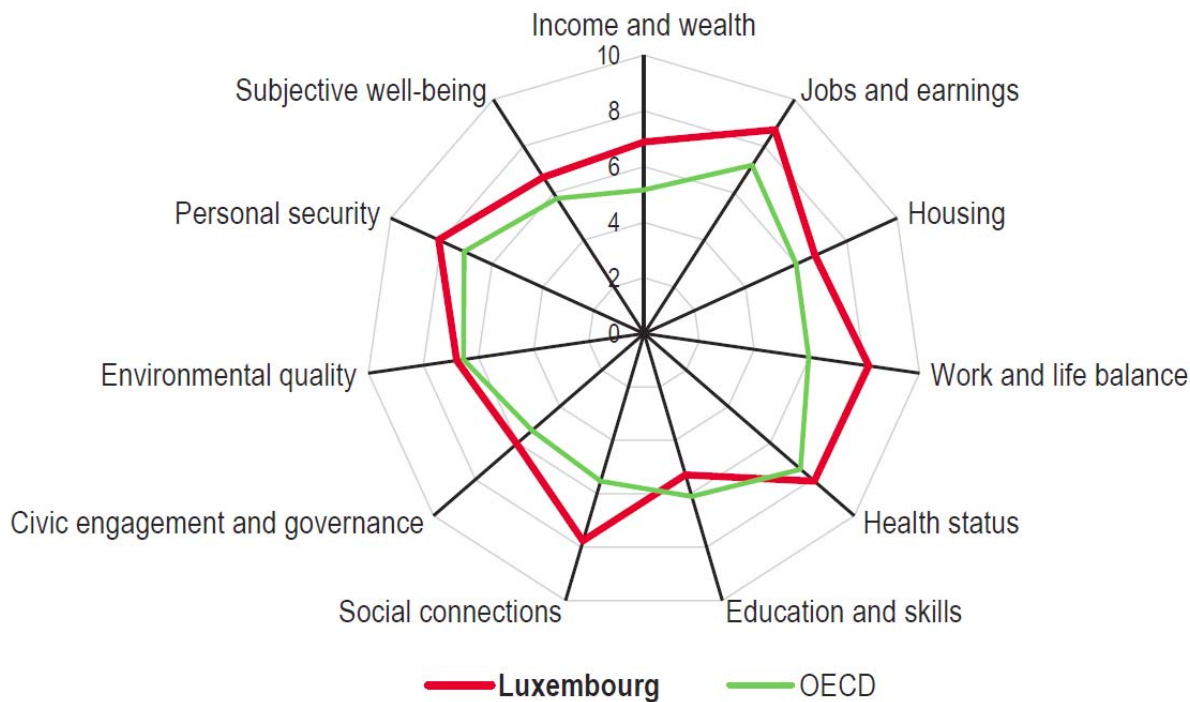 Income and wealth
10
Subjective well-being
Jobs and earnings
8
6
Personal security
Housing
4
2
0
Environmental quality
Work and life balance
Civic engagement and governance
Health status
Social connections
Education and skills
Luxembourg
OECD